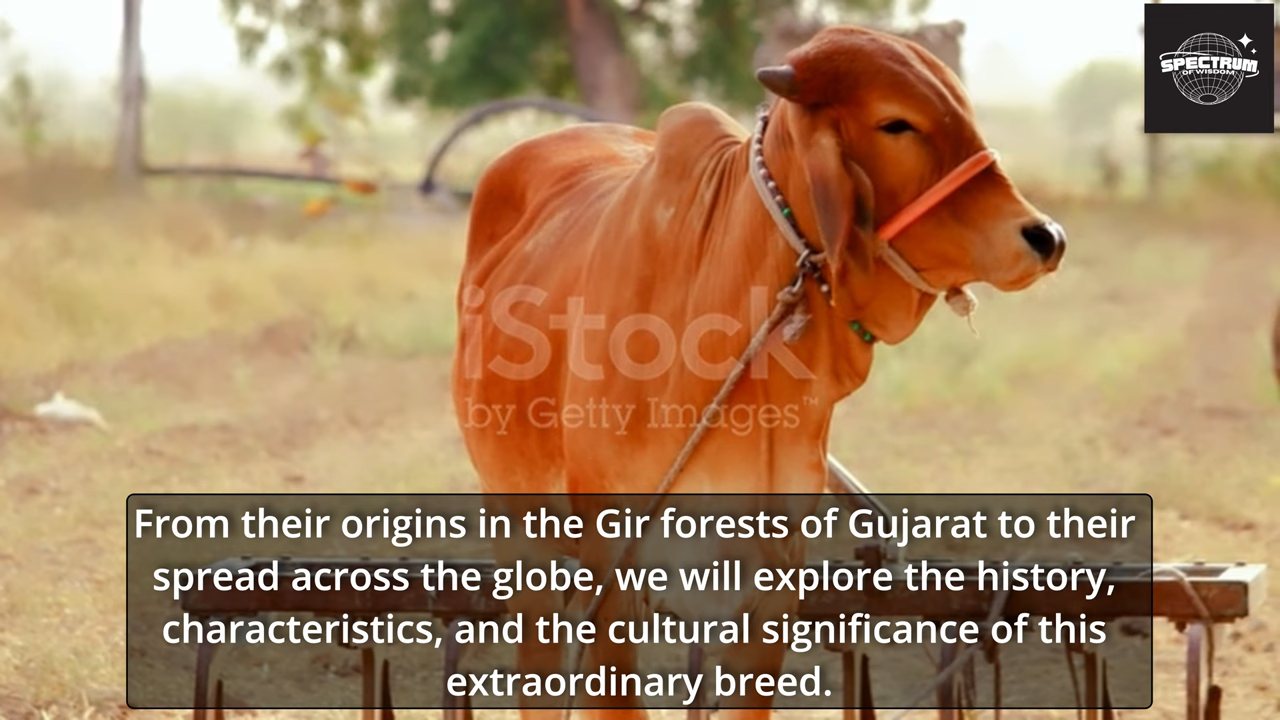 SPECTRUM
OF WISDOM
iStock
by Getty Images™
From their origins in the Gir forests of Gujarat to their
spread across the globe, we will explore the history,
characteristics, and the cultural significance of this
extraordinary breed.